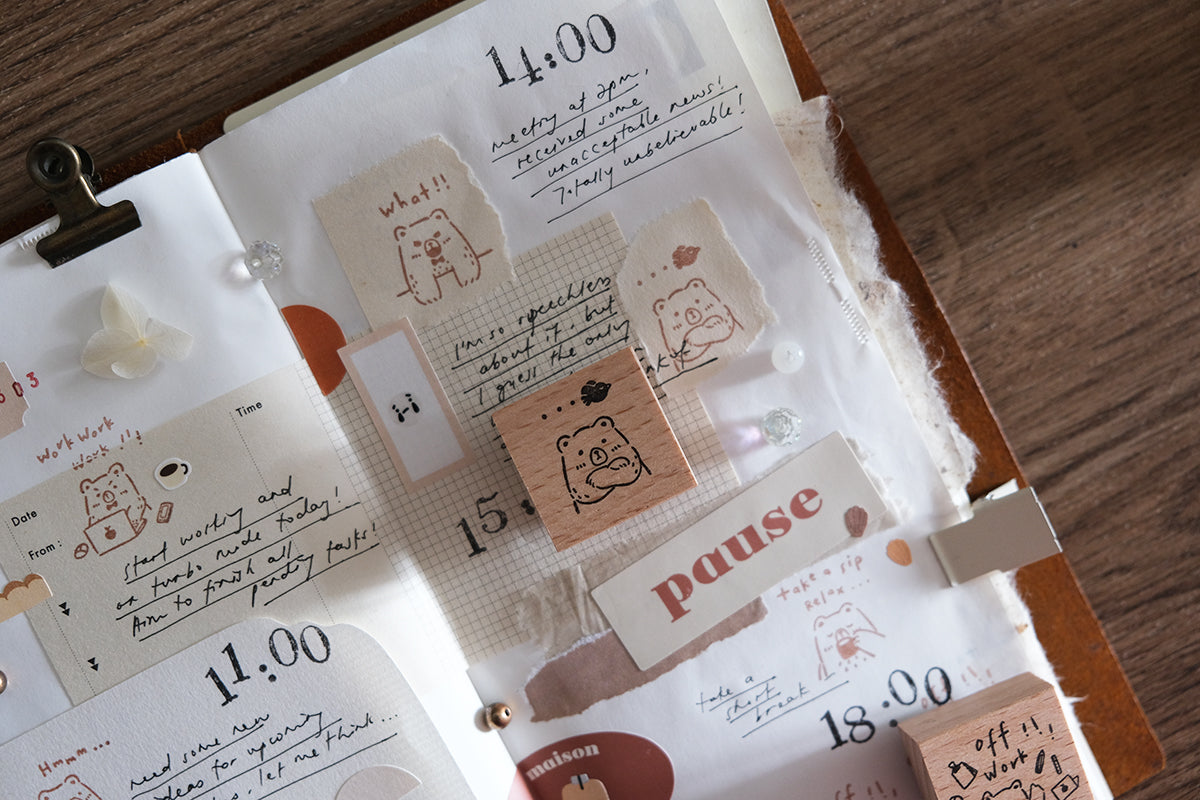 603
Work Work
Work !!!
Time
Date
From:
start working and
on turbo mode today!
Aim to finish all
pending tasks!
11:00
Hmmm...
need some new
ideas for upcoming
let me think...
14:00
meeting at 2pm,
received some
unacceptable news!
Totally unbelievable!
what!!
I'm so speechless
about it, but
I guess the only
15:
pause
take a sip
Relax...
take a
short
break
18:00
maison
off !!!
work
off !!!